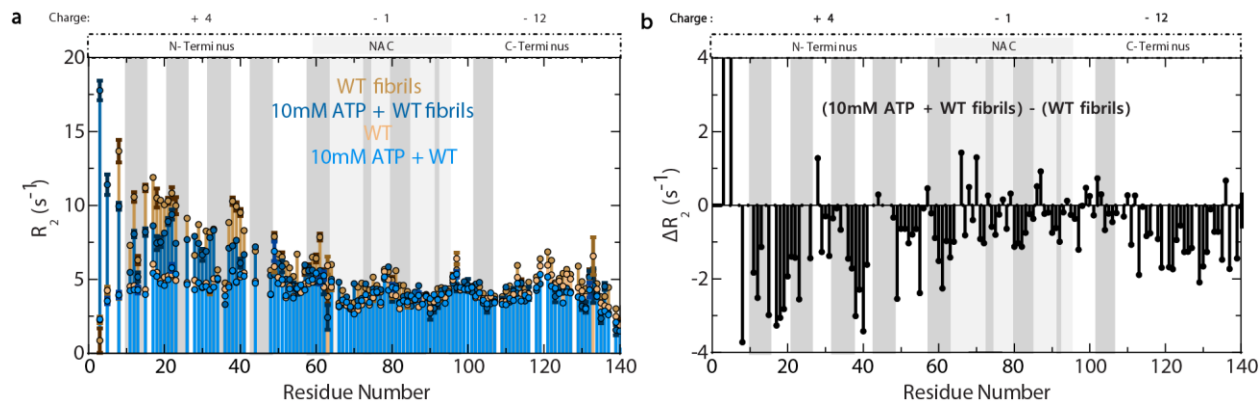 a
Charge: + 4 - 1 - 12
N-Terminus NAC C-Terminus
20
15
10
5
0
R2 (s-1)
WT fibrils
10mM ATP + WT fibrils
WT
10mM ATP + WT
0 20 40 60 80 100 120 140
Residue Number
b
Charge : + 4 - 1 - 12
N-Terminus NAC C-Terminus
4
2
0
-2
-4
ΔR2 (s-1)
(10mM ATP + WT fibrils) - (WT fibrils)
0 20 40 60 80 100 120 140
Residue Number